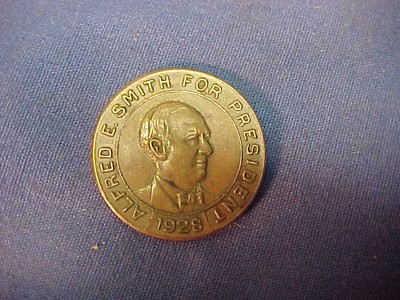 ALFRED E. SMITH FOR PRESIDENT
1928